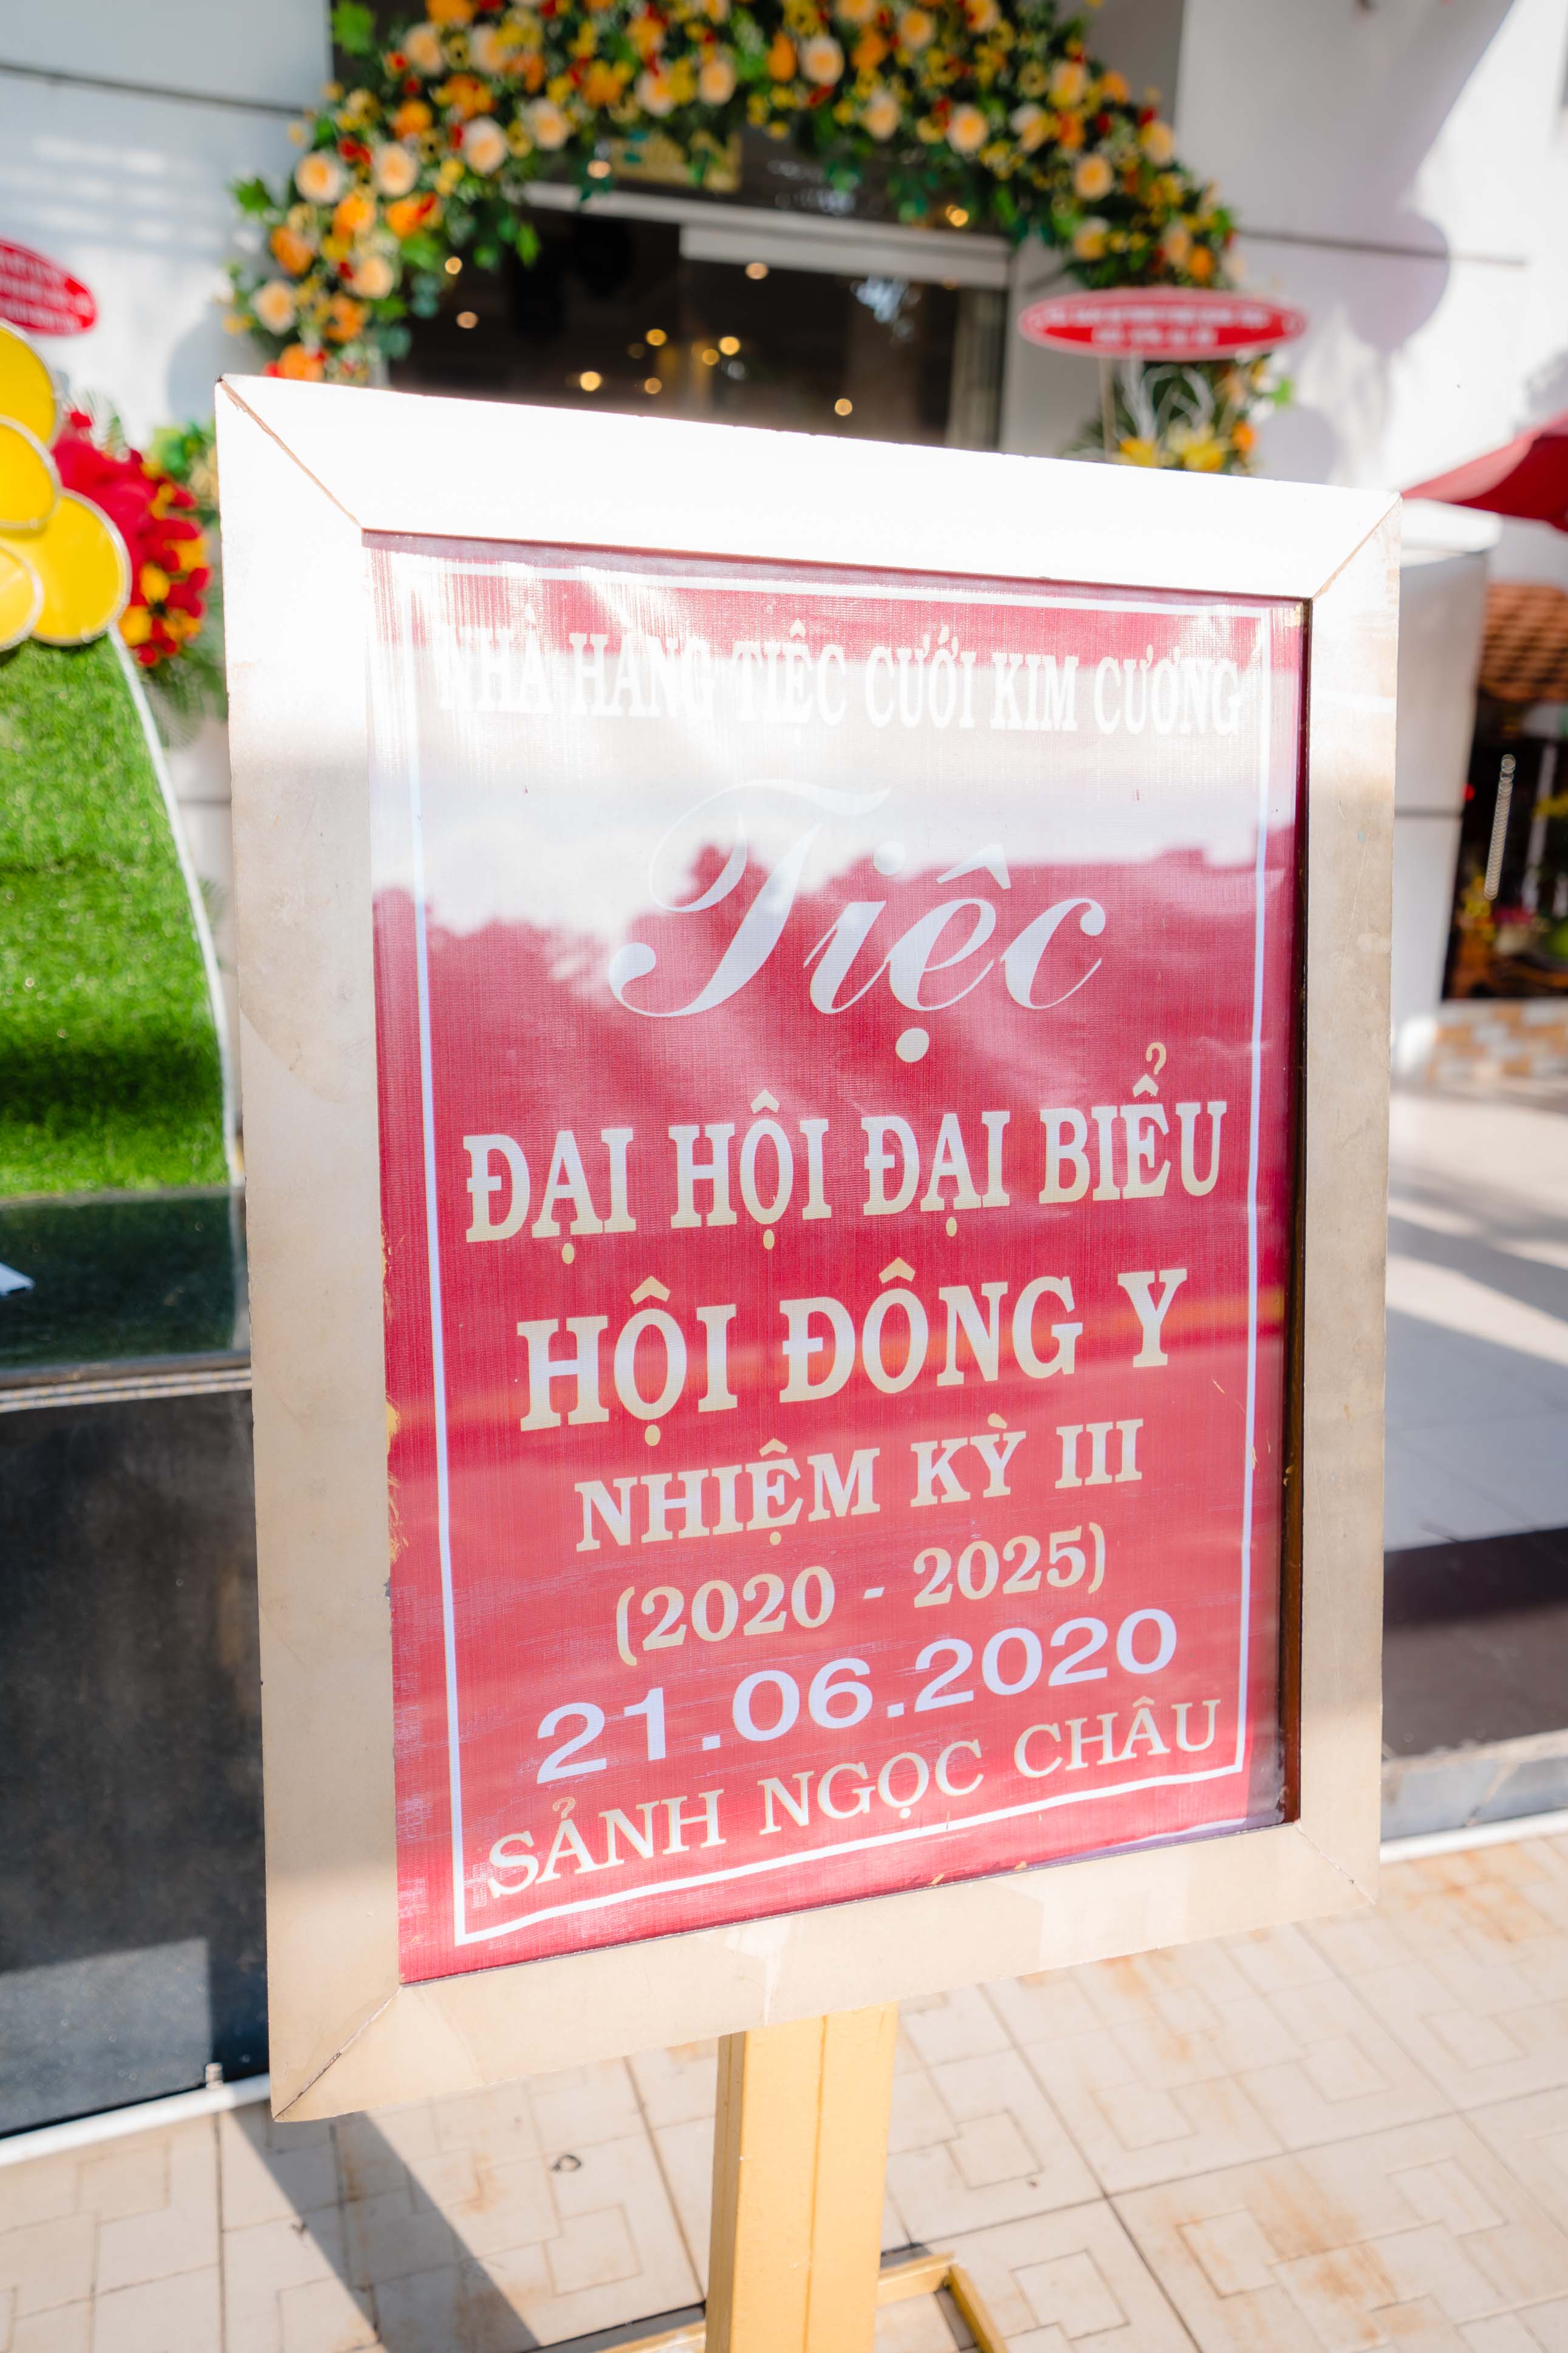 NHÀ HÀNG TIỆC CƯỚI KIM CƯƠNG
Tiệc
ĐẠI HỘI ĐẠI BIỂU
HỘI ĐÔNG Y
NHIỆM KỲ III
(2020 - 2025)
21.06.2020
SẢNH NGỌC CHÂU